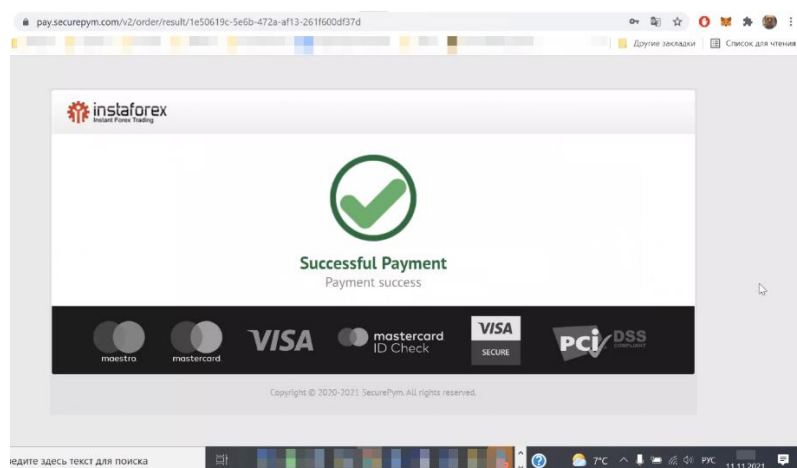 pay.securepym.com/v2/order/result/1e50619c-5e6b-472a-af13-261f600df37d
Другие закладки
Список для чтения
instaforex
Instant Forex Trading
Successful Payment
Payment success
maestro
mastercard
VISA
mastercard
ID Check
VISA
SECURE
PCI DSS
COMPLIANT
Copyright © 2020-2021 SecurePym. All rights reserved.
ведите здесь текст для поиска
7°C
РУС
11.11.2021